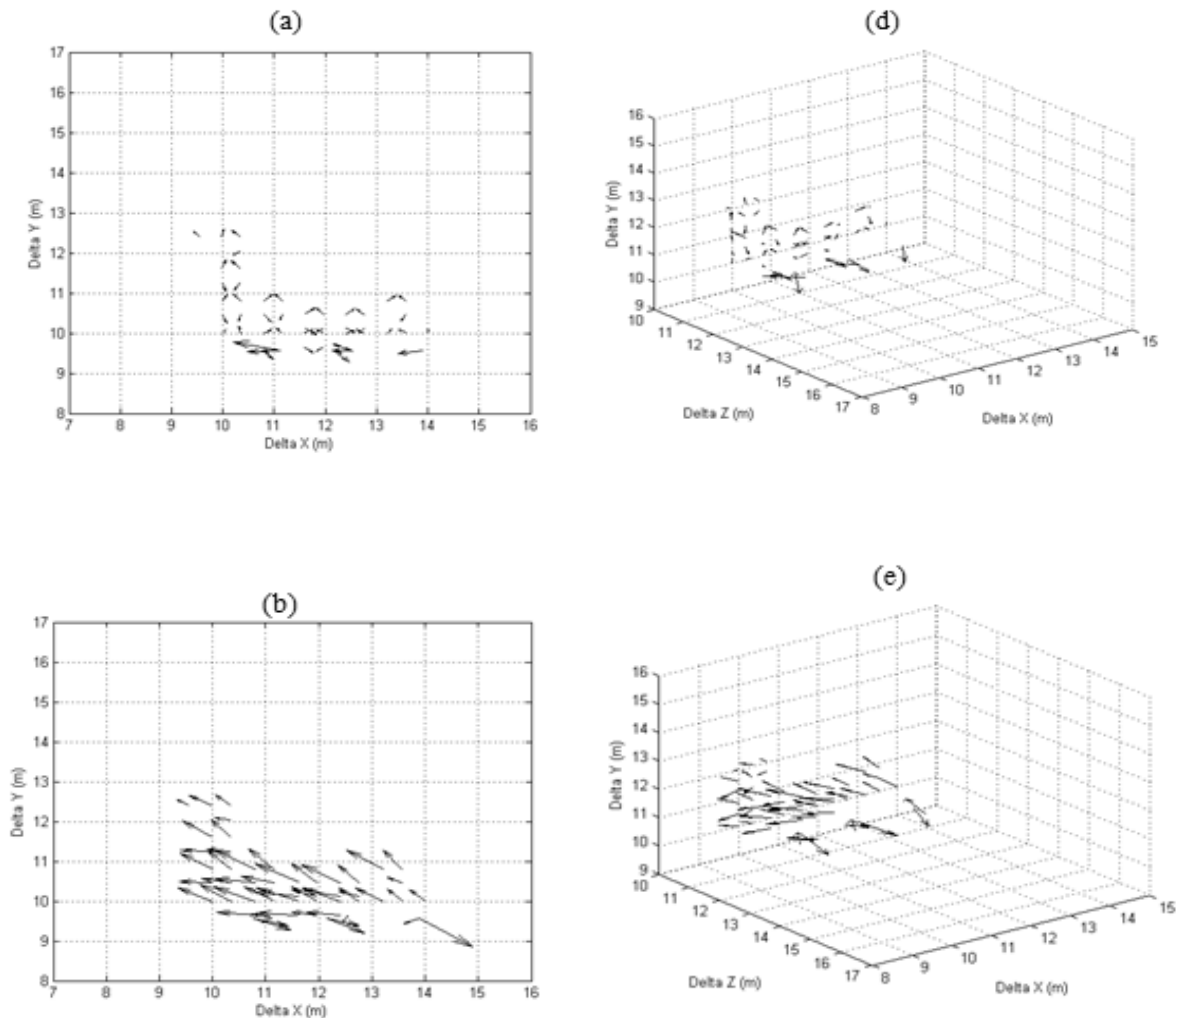 (a)
17
16
15
14
13
12
11
10
9
8
Delta Y (m)
7 8 9 10 11 12 13 14 15 16
Delta X (m)
(d)
16
15
14
13
12
11
10
9
Delta Y (m)
10 11 12 13 14 15 16 17
Delta Z (m)
8 9 10 11 12 13 14 15
Delta X (m)
(b)
17
16
15
14
13
12
11
10
9
8
Delta Y (m)
7 8 9 10 11 12 13 14 15 16
Delta X (m)
(e)
16
15
14
13
12
11
10
9
Delta Y (m)
10 11 12 13 14 15 16 17
Delta Z (m)
8 9 10 11 12 13 14 15
Delta X (m)